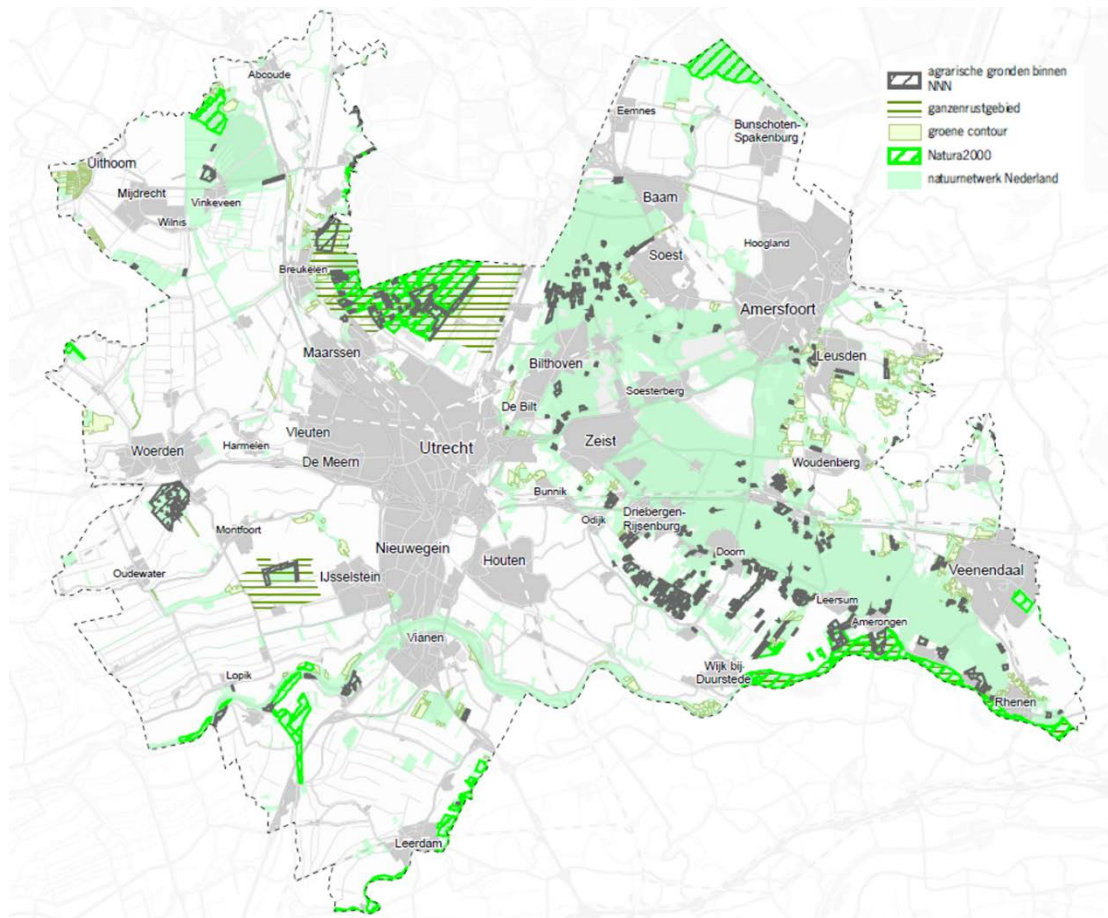 agrarische gronden binnen
NNN
ganzenrustgebied
groene contour
Natura2000
natuurnetwerk Nederland
Abcoude
Eemnes
Bunschoten-
Spakenburg
Uithoorn
Mijdrecht
Vinkeveen
Wilnis
Baarn
Hoogland
Soest
Breukelen
Amersfoort
Maarssen
Bilthoven
Leusden
Soesterberg
De Bilt
Vleuten
Utrecht
Zeist
Harmelen
Woerden
De Meern
Woudenberg
Bunnik
Odijk
Driebergen-
Rijsenburg
Montfoort
Nieuwegein
Houten
Doorn
Oudewater
IJsselstein
Veenendaal
Leersum
Amerongen
Vianen
Wijk bij
Duurstede
Lopik
Rhenen
Leerdam